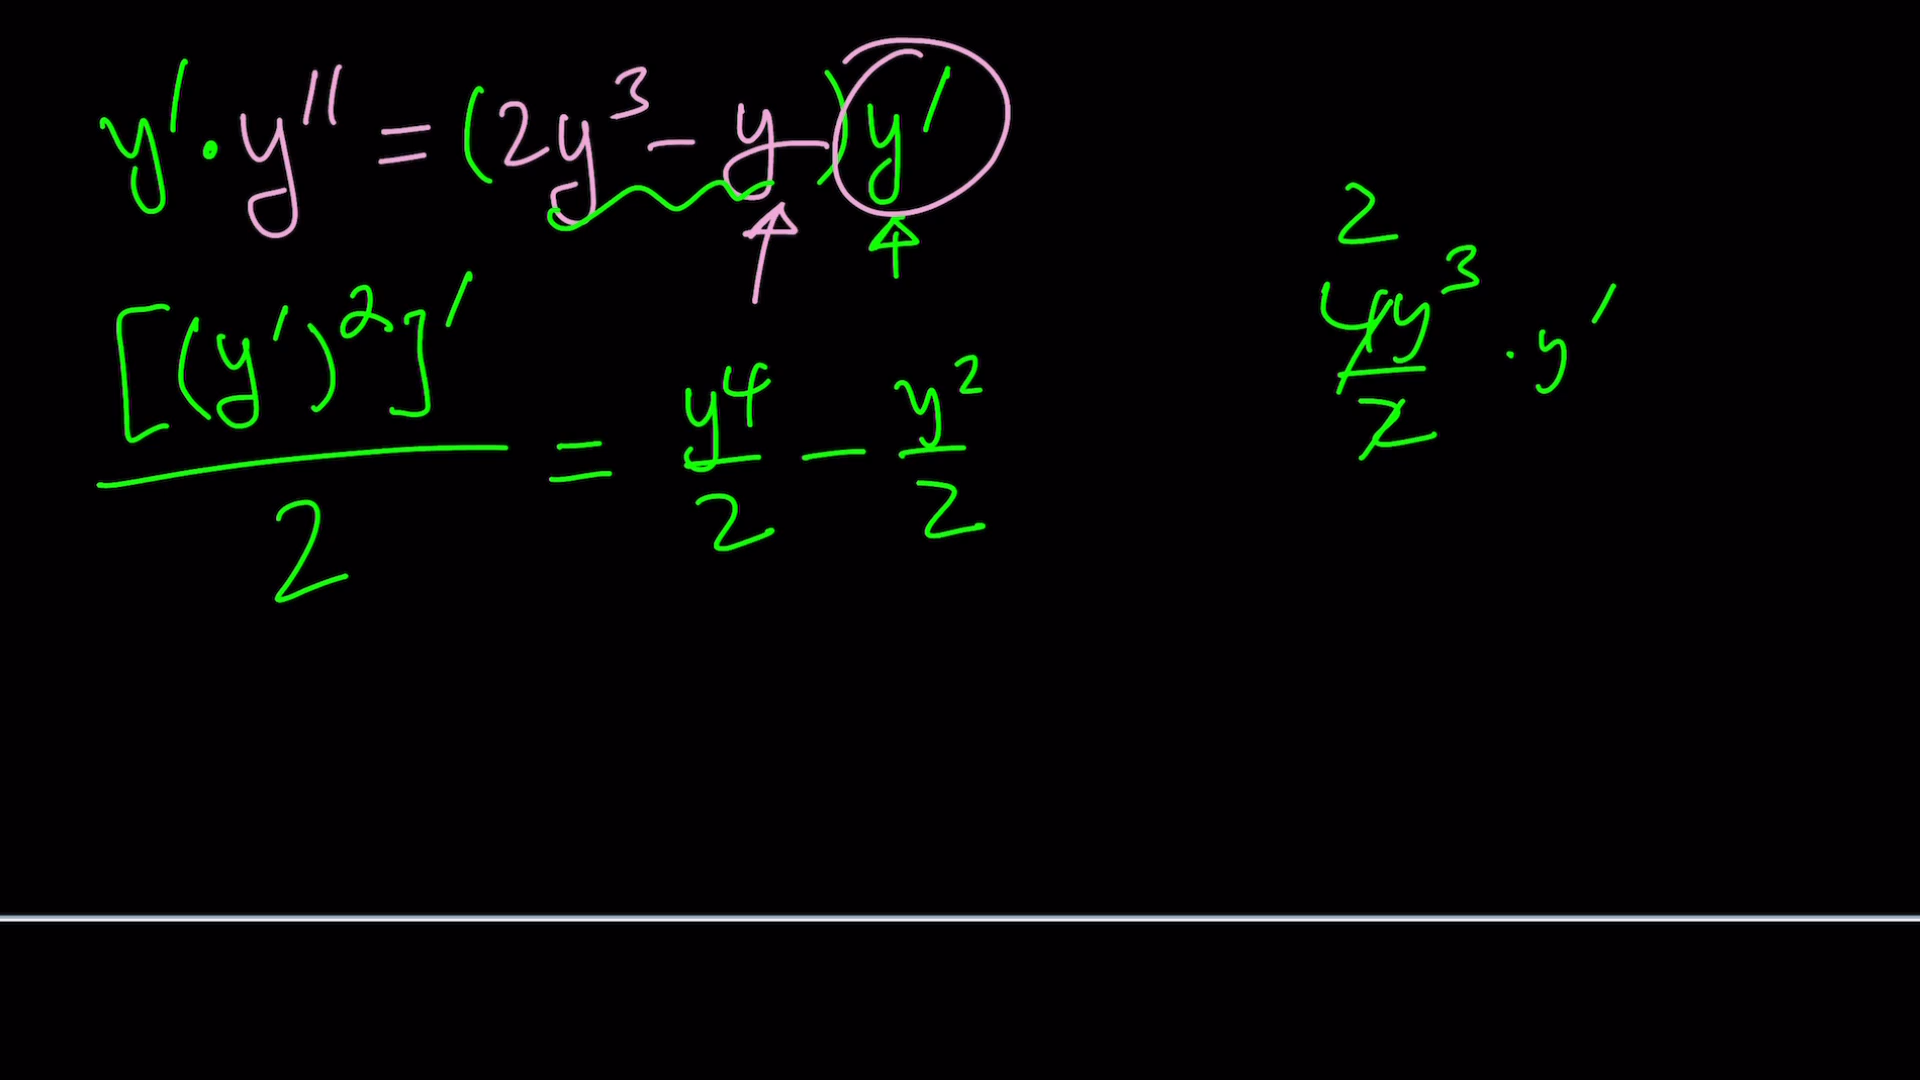 y' · y'' = (2y³ - y) y'
[(y')²]' / 2 = y⁴/2 - y²/2
2
4y³/2 · y'